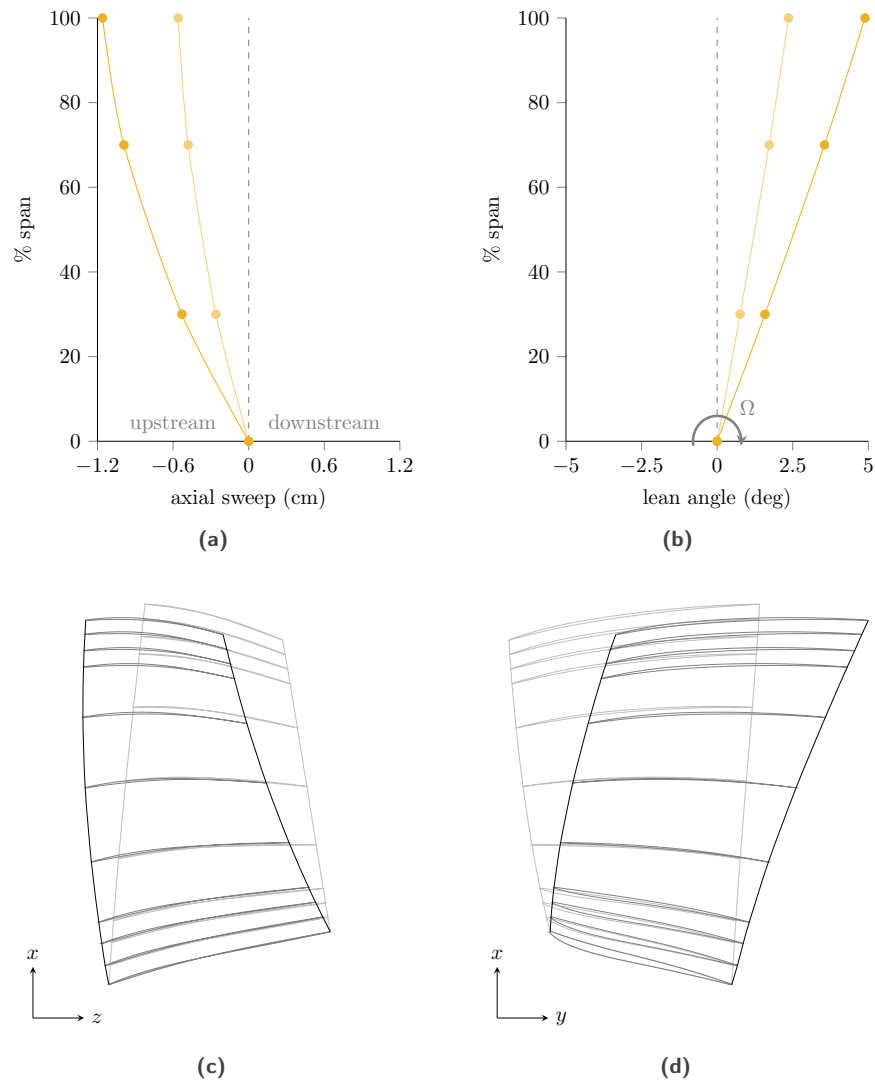 100
80
60
40
20
0
% span
upstream
downstream
−1.2
−0.6
0
0.6
1.2
axial sweep (cm)
(a)
100
80
60
40
20
0
% span
Ω
−5
−2.5
0
2.5
5
lean angle (deg)
(b)
x
z
(c)
x
y
(d)